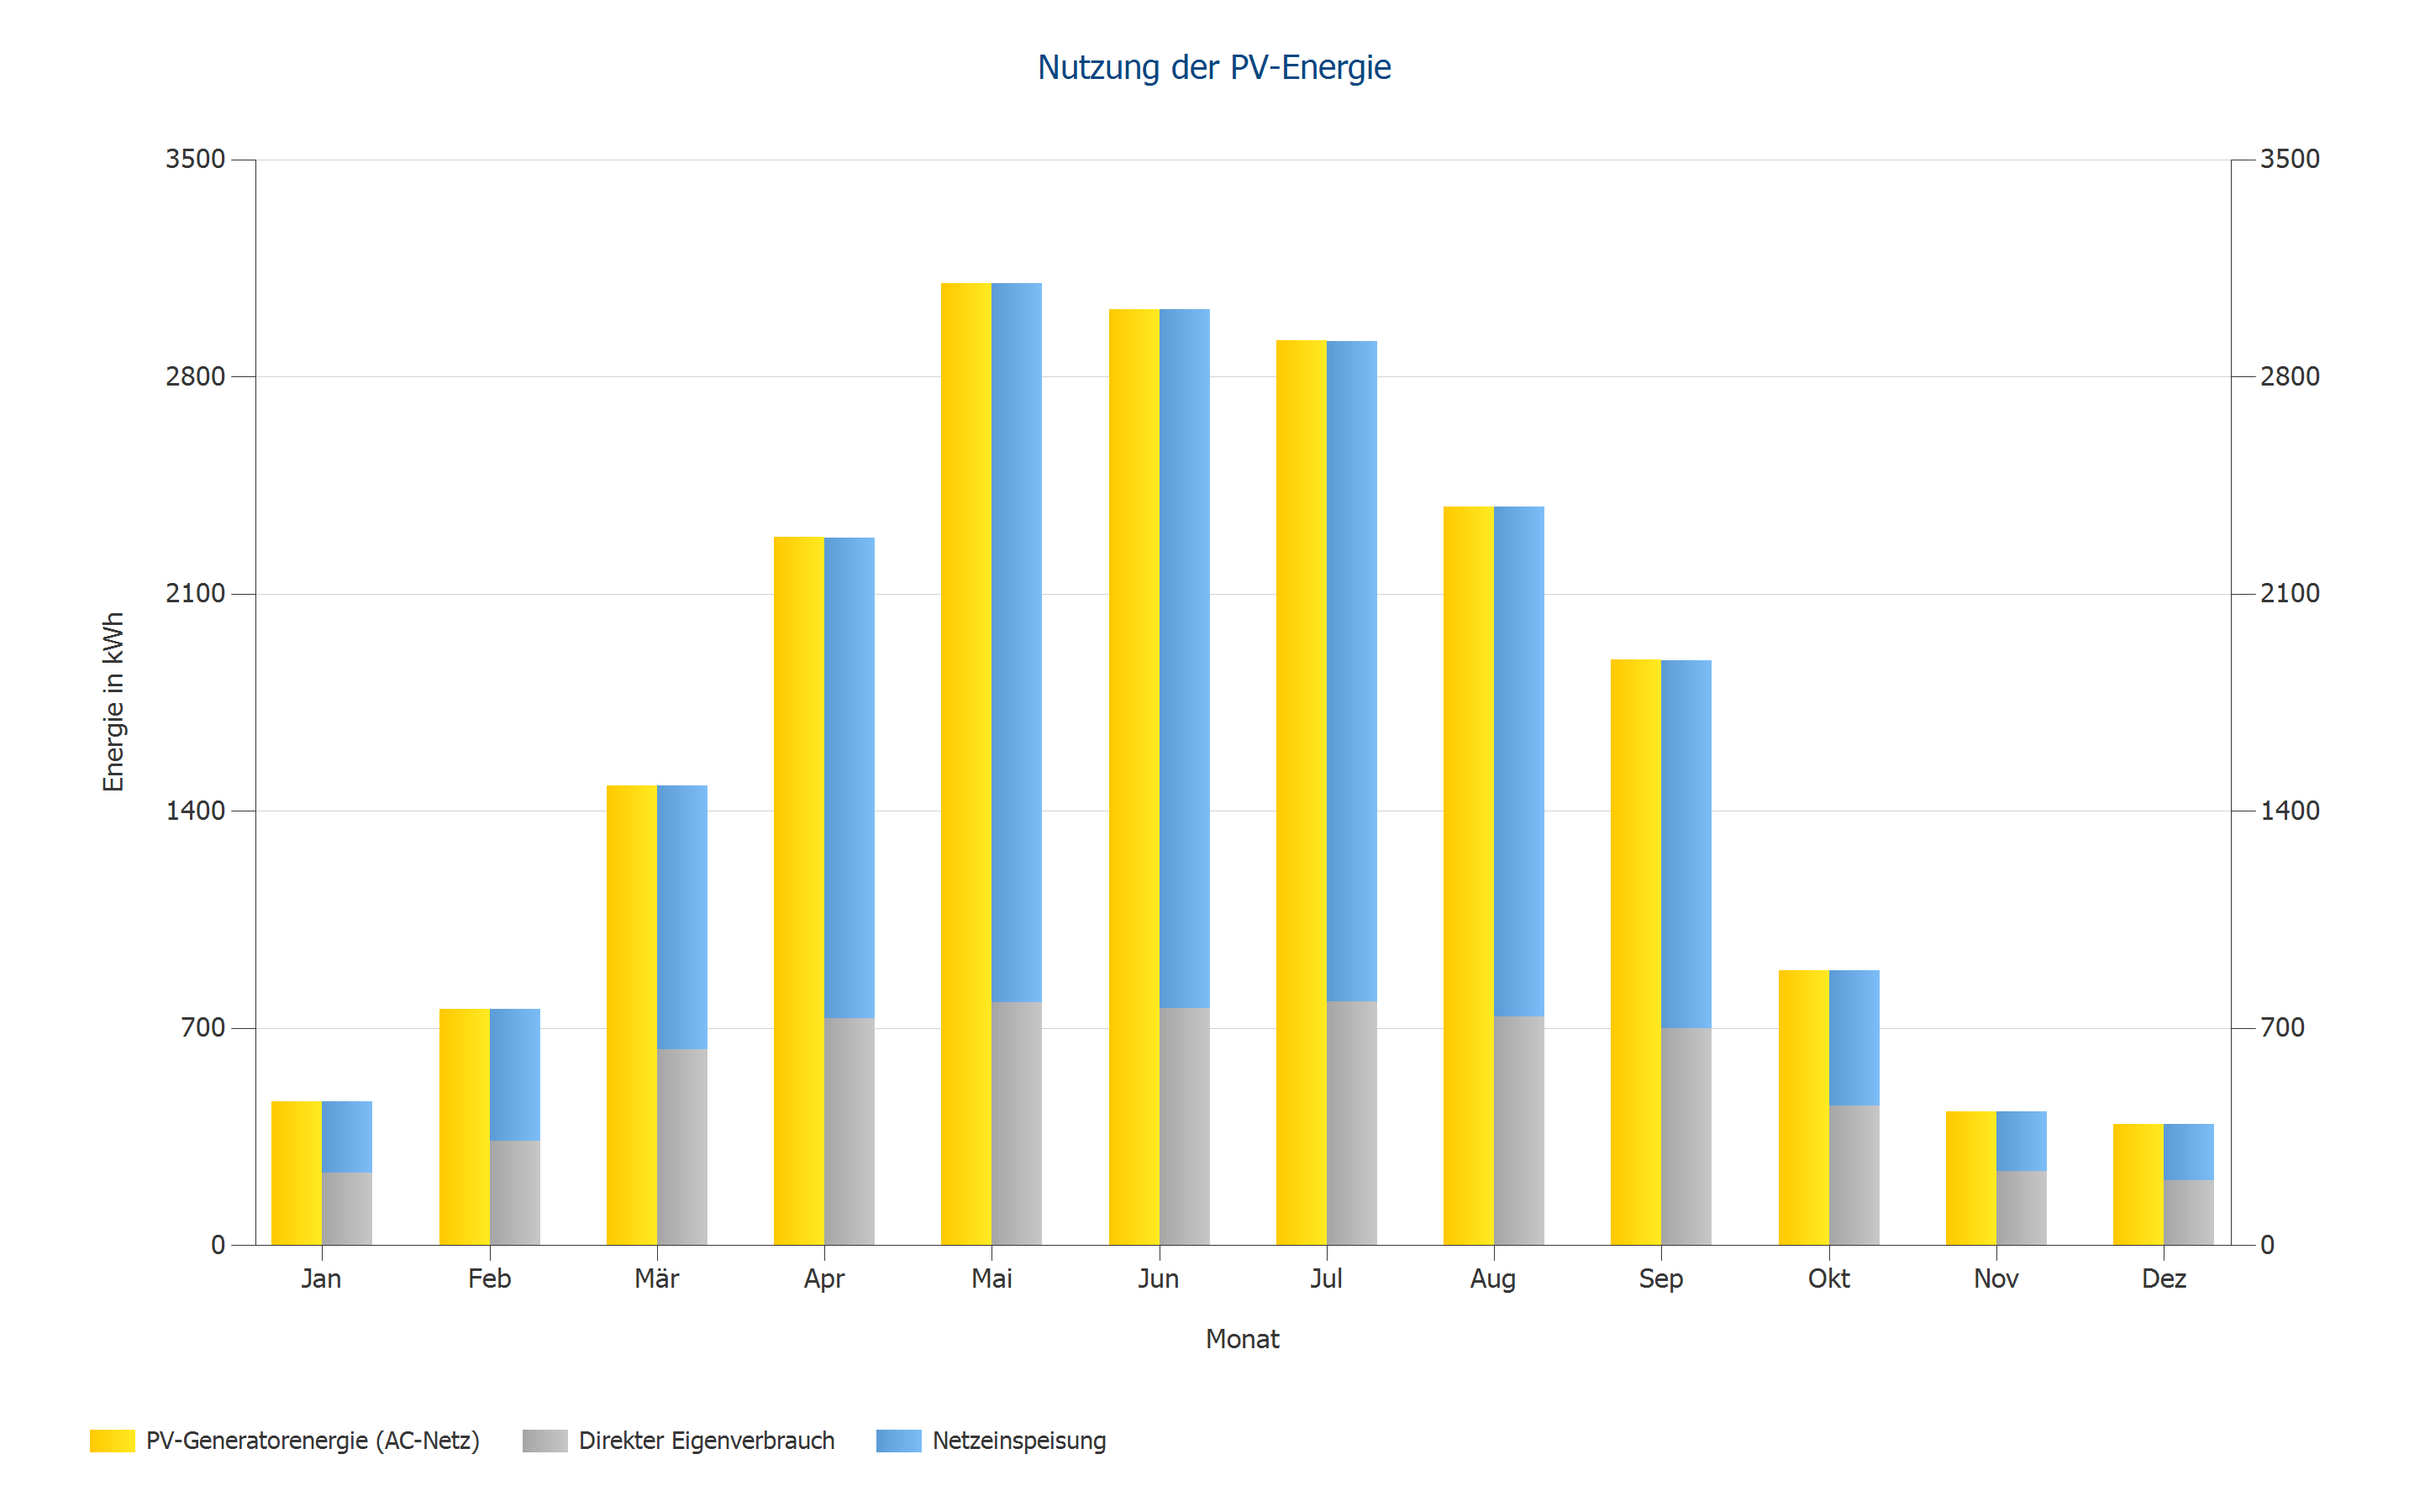 Nutzung der PV-Energie
3500 3500
2800 2800
2100 2100
Energie in kWh
1400 1400
700 700
0 0
Jan Feb Mär Apr Mai Jun Jul Aug Sep Okt Nov Dez
Monat
PV-Generatorenergie (AC-Netz) Direkter Eigenverbrauch Netzeinspeisung